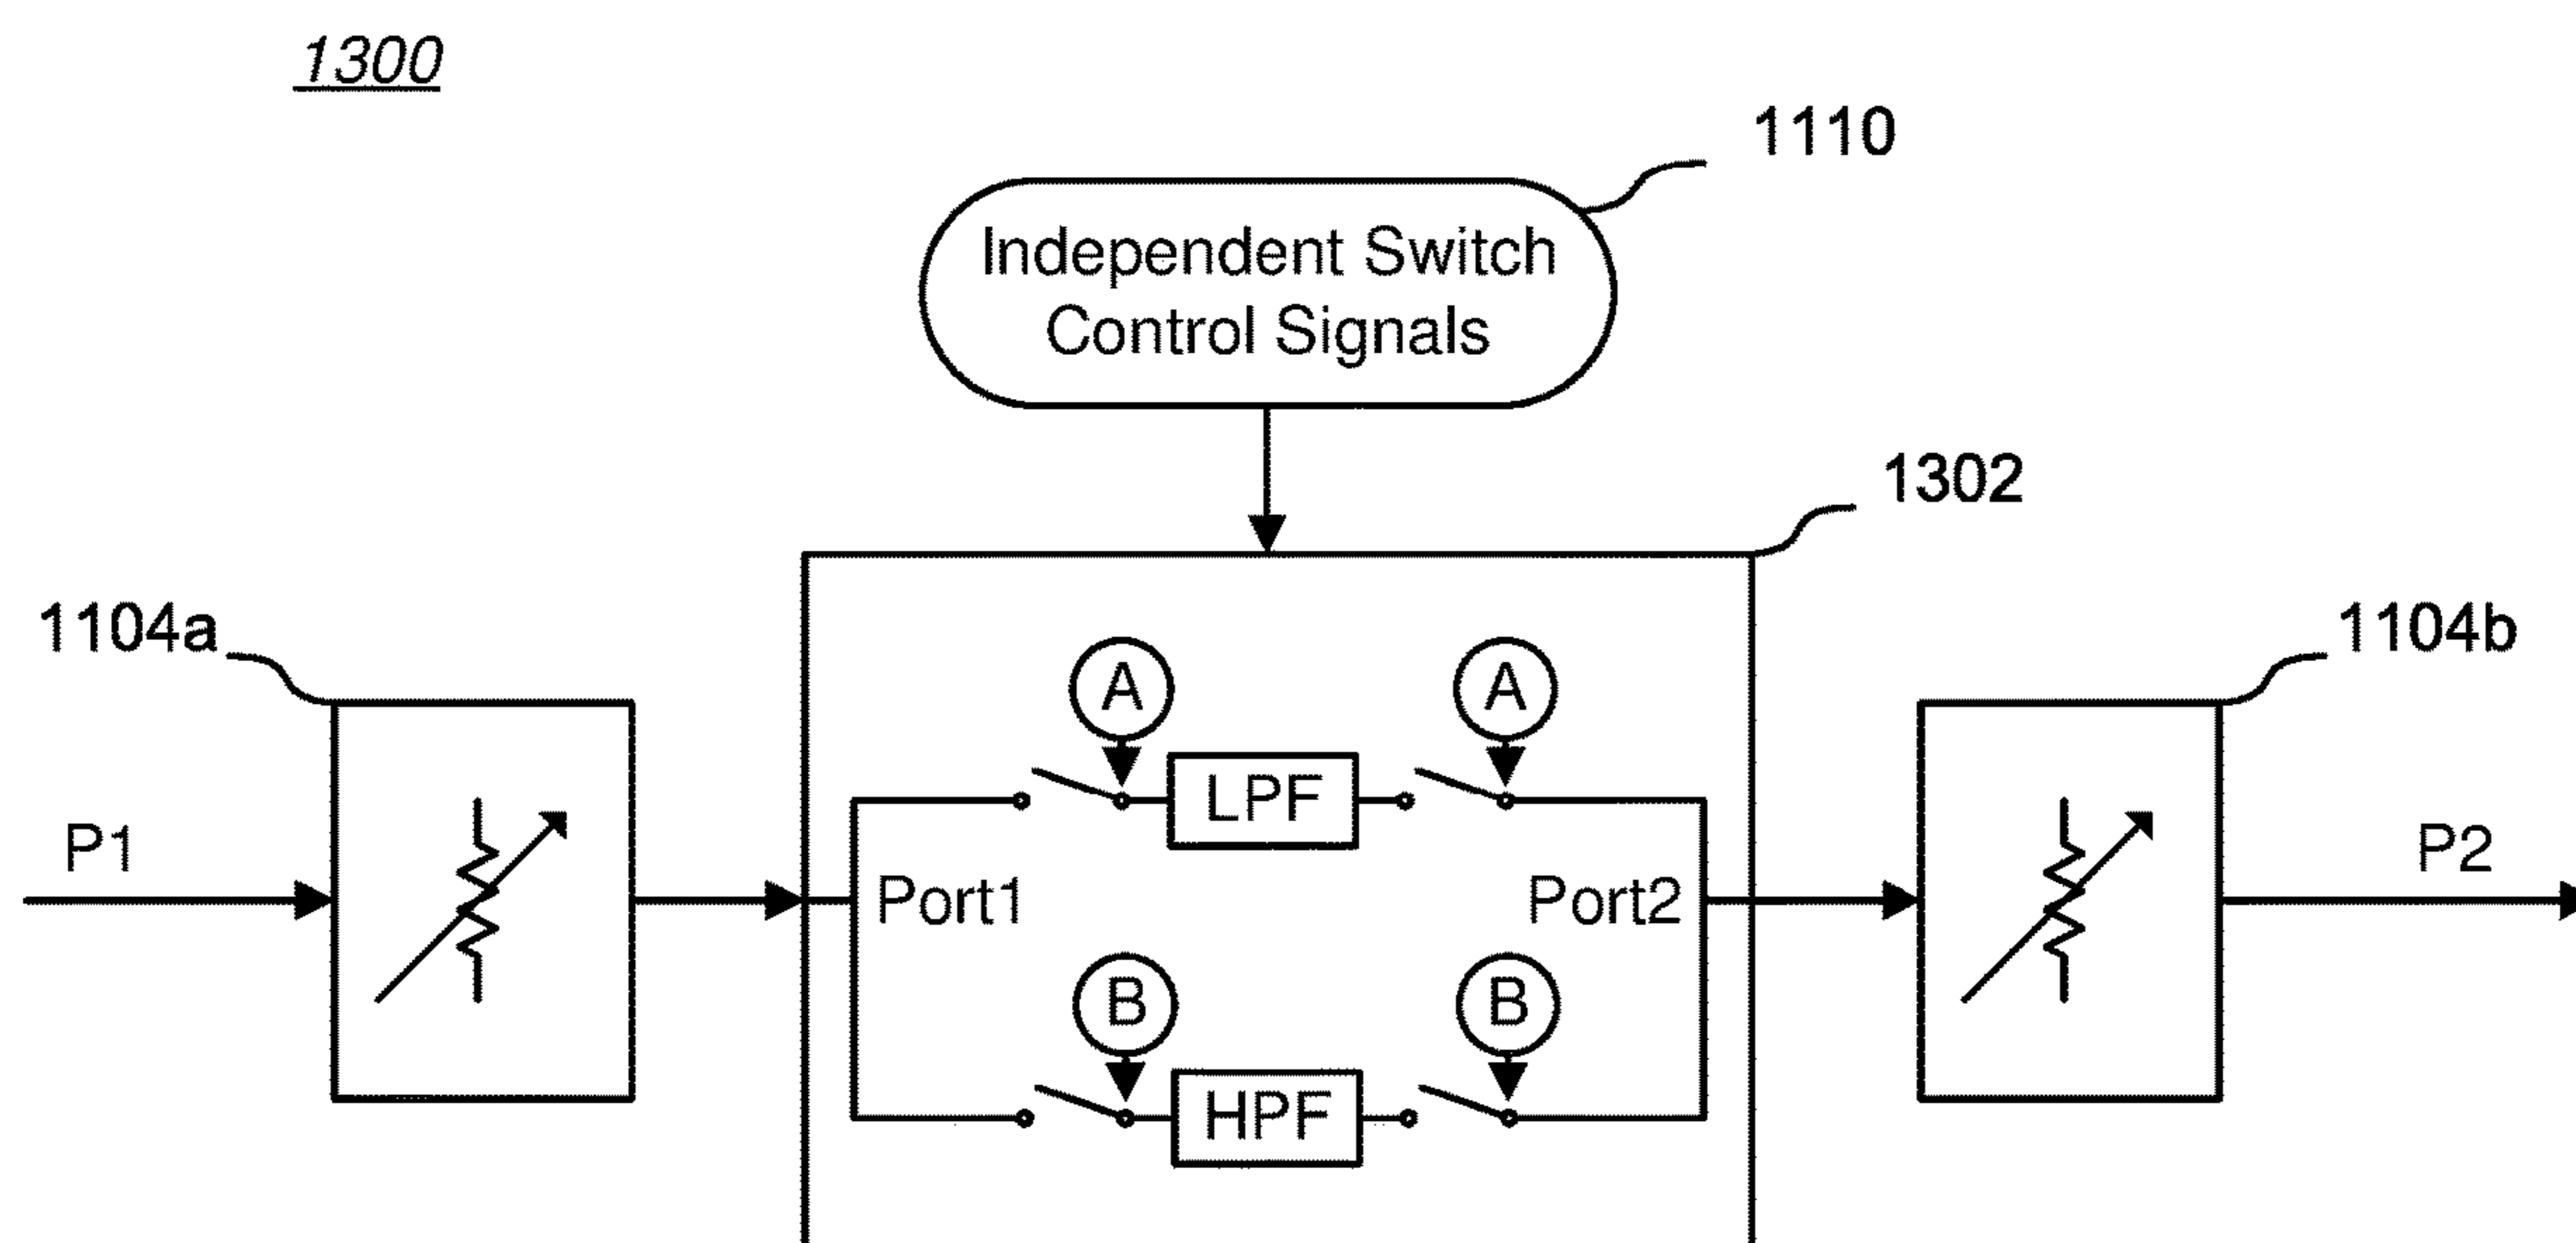 1300
1110
Independent Switch
Control Signals
1302
1104a
1104b
A
A
LPF
P1
P2
Port1
Port2
B
B
HPF